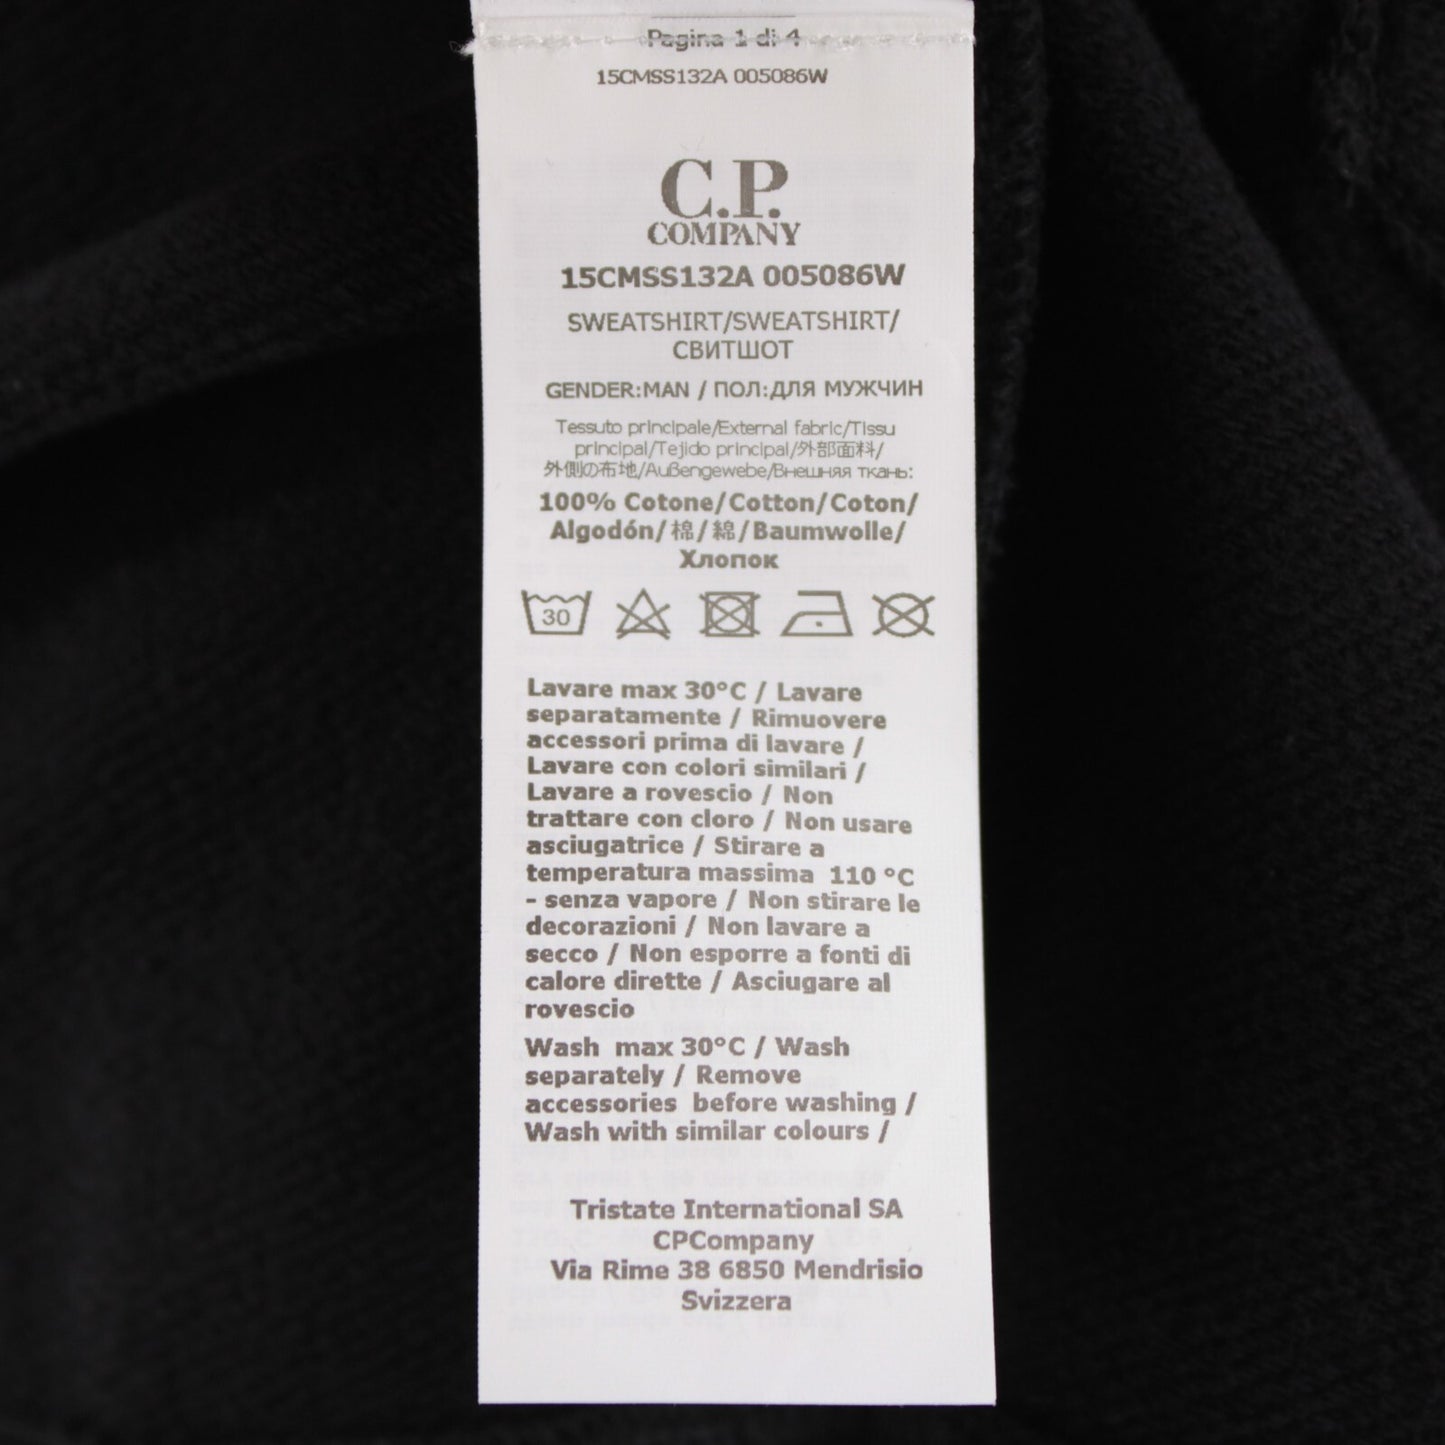 Pagina 1 di 4
15CMSS132A 005086W
C.P.
COMPANY
15CMSS132A 005086W
SWEATSHIRT/SWEATSHIRT/
СВИТШОТ
GENDER:MAN / ПОЛ:ДЛЯ МУЖЧИН
Tessuto principale/External fabric/Tissu
principal/Tejido principal/外部面料/
外側の布地/Außengewebe/Внешняя ткань:
100% Cotone/Cotton/Coton/
Algodón/棉/綿/Baumwolle/
Хлопок
30
Lavare max 30°C / Lavare
separatamente / Rimuovere
accessori prima di lavare /
Lavare con colori similari /
Lavare a rovescio / Non
trattare con cloro / Non usare
asciugatrice / Stirare a
temperatura massima 110 °C
- senza vapore / Non stirare le
decorazioni / Non lavare a
secco / Non esporre a fonti di
calore dirette / Asciugare al
rovescio
Wash max 30°C / Wash
separately / Remove
accessories before washing /
Wash with similar colours /
Tristate International SA
CPCompany
Via Rime 38 6850 Mendrisio
Svizzera